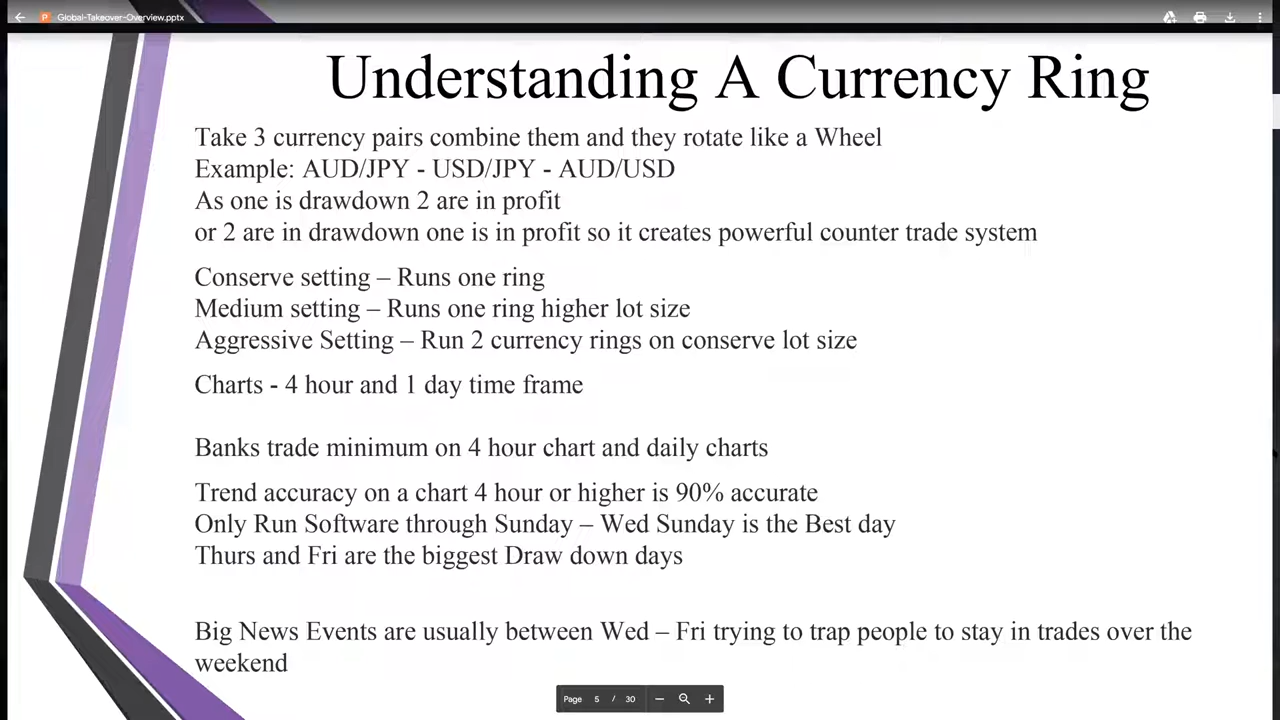 Global-Takeover-Overview.pptx
Understanding A Currency Ring
Take 3 currency pairs combine them and they rotate like a Wheel
Example: AUD/JPY - USD/JPY - AUD/USD
As one is drawdown 2 are in profit
or 2 are in drawdown one is in profit so it creates powerful counter trade system
Conserve setting – Runs one ring
Medium setting – Runs one ring higher lot size
Aggressive Setting – Run 2 currency rings on conserve lot size
Charts - 4 hour and 1 day time frame
Banks trade minimum on 4 hour chart and daily charts
Trend accuracy on a chart 4 hour or higher is 90% accurate
Only Run Software through Sunday – Wed Sunday is the Best day
Thurs and Fri are the biggest Draw down days
Big News Events are usually between Wed – Fri trying to trap people to stay in trades over the
weekend
Page 5 / 30